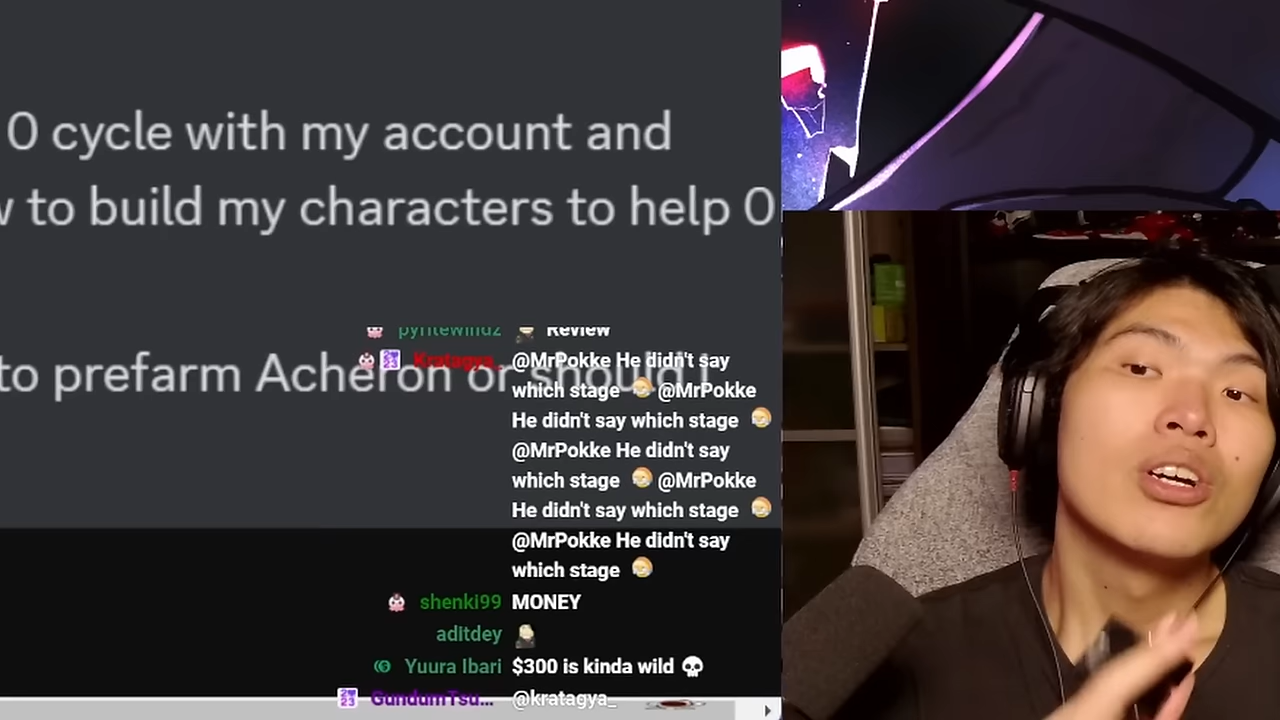 0 cycle with my account and
to build my characters to help 0
to prefarm Acheron or should
pyritewindz Review
Kratagya_ @MrPokke He didn't say
which stage @MrPokke
He didn't say which stage
@MrPokke He didn't say
which stage @MrPokke
He didn't say which stage
@MrPokke He didn't say
which stage
shenki99 MONEY
aditdey
Yuura Ibari $300 is kinda wild
GundumTsu... @kratagya_